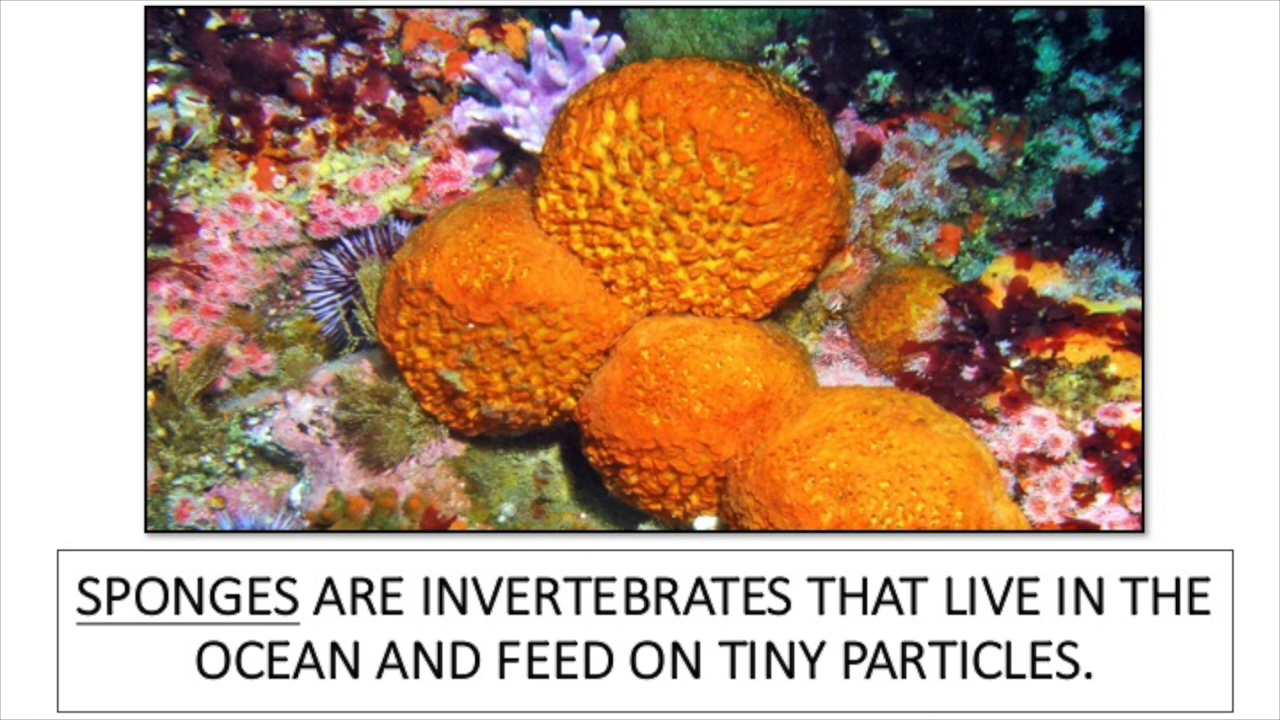 SPONGES ARE INVERTEBRATES THAT LIVE IN THE
OCEAN AND FEED ON TINY PARTICLES.